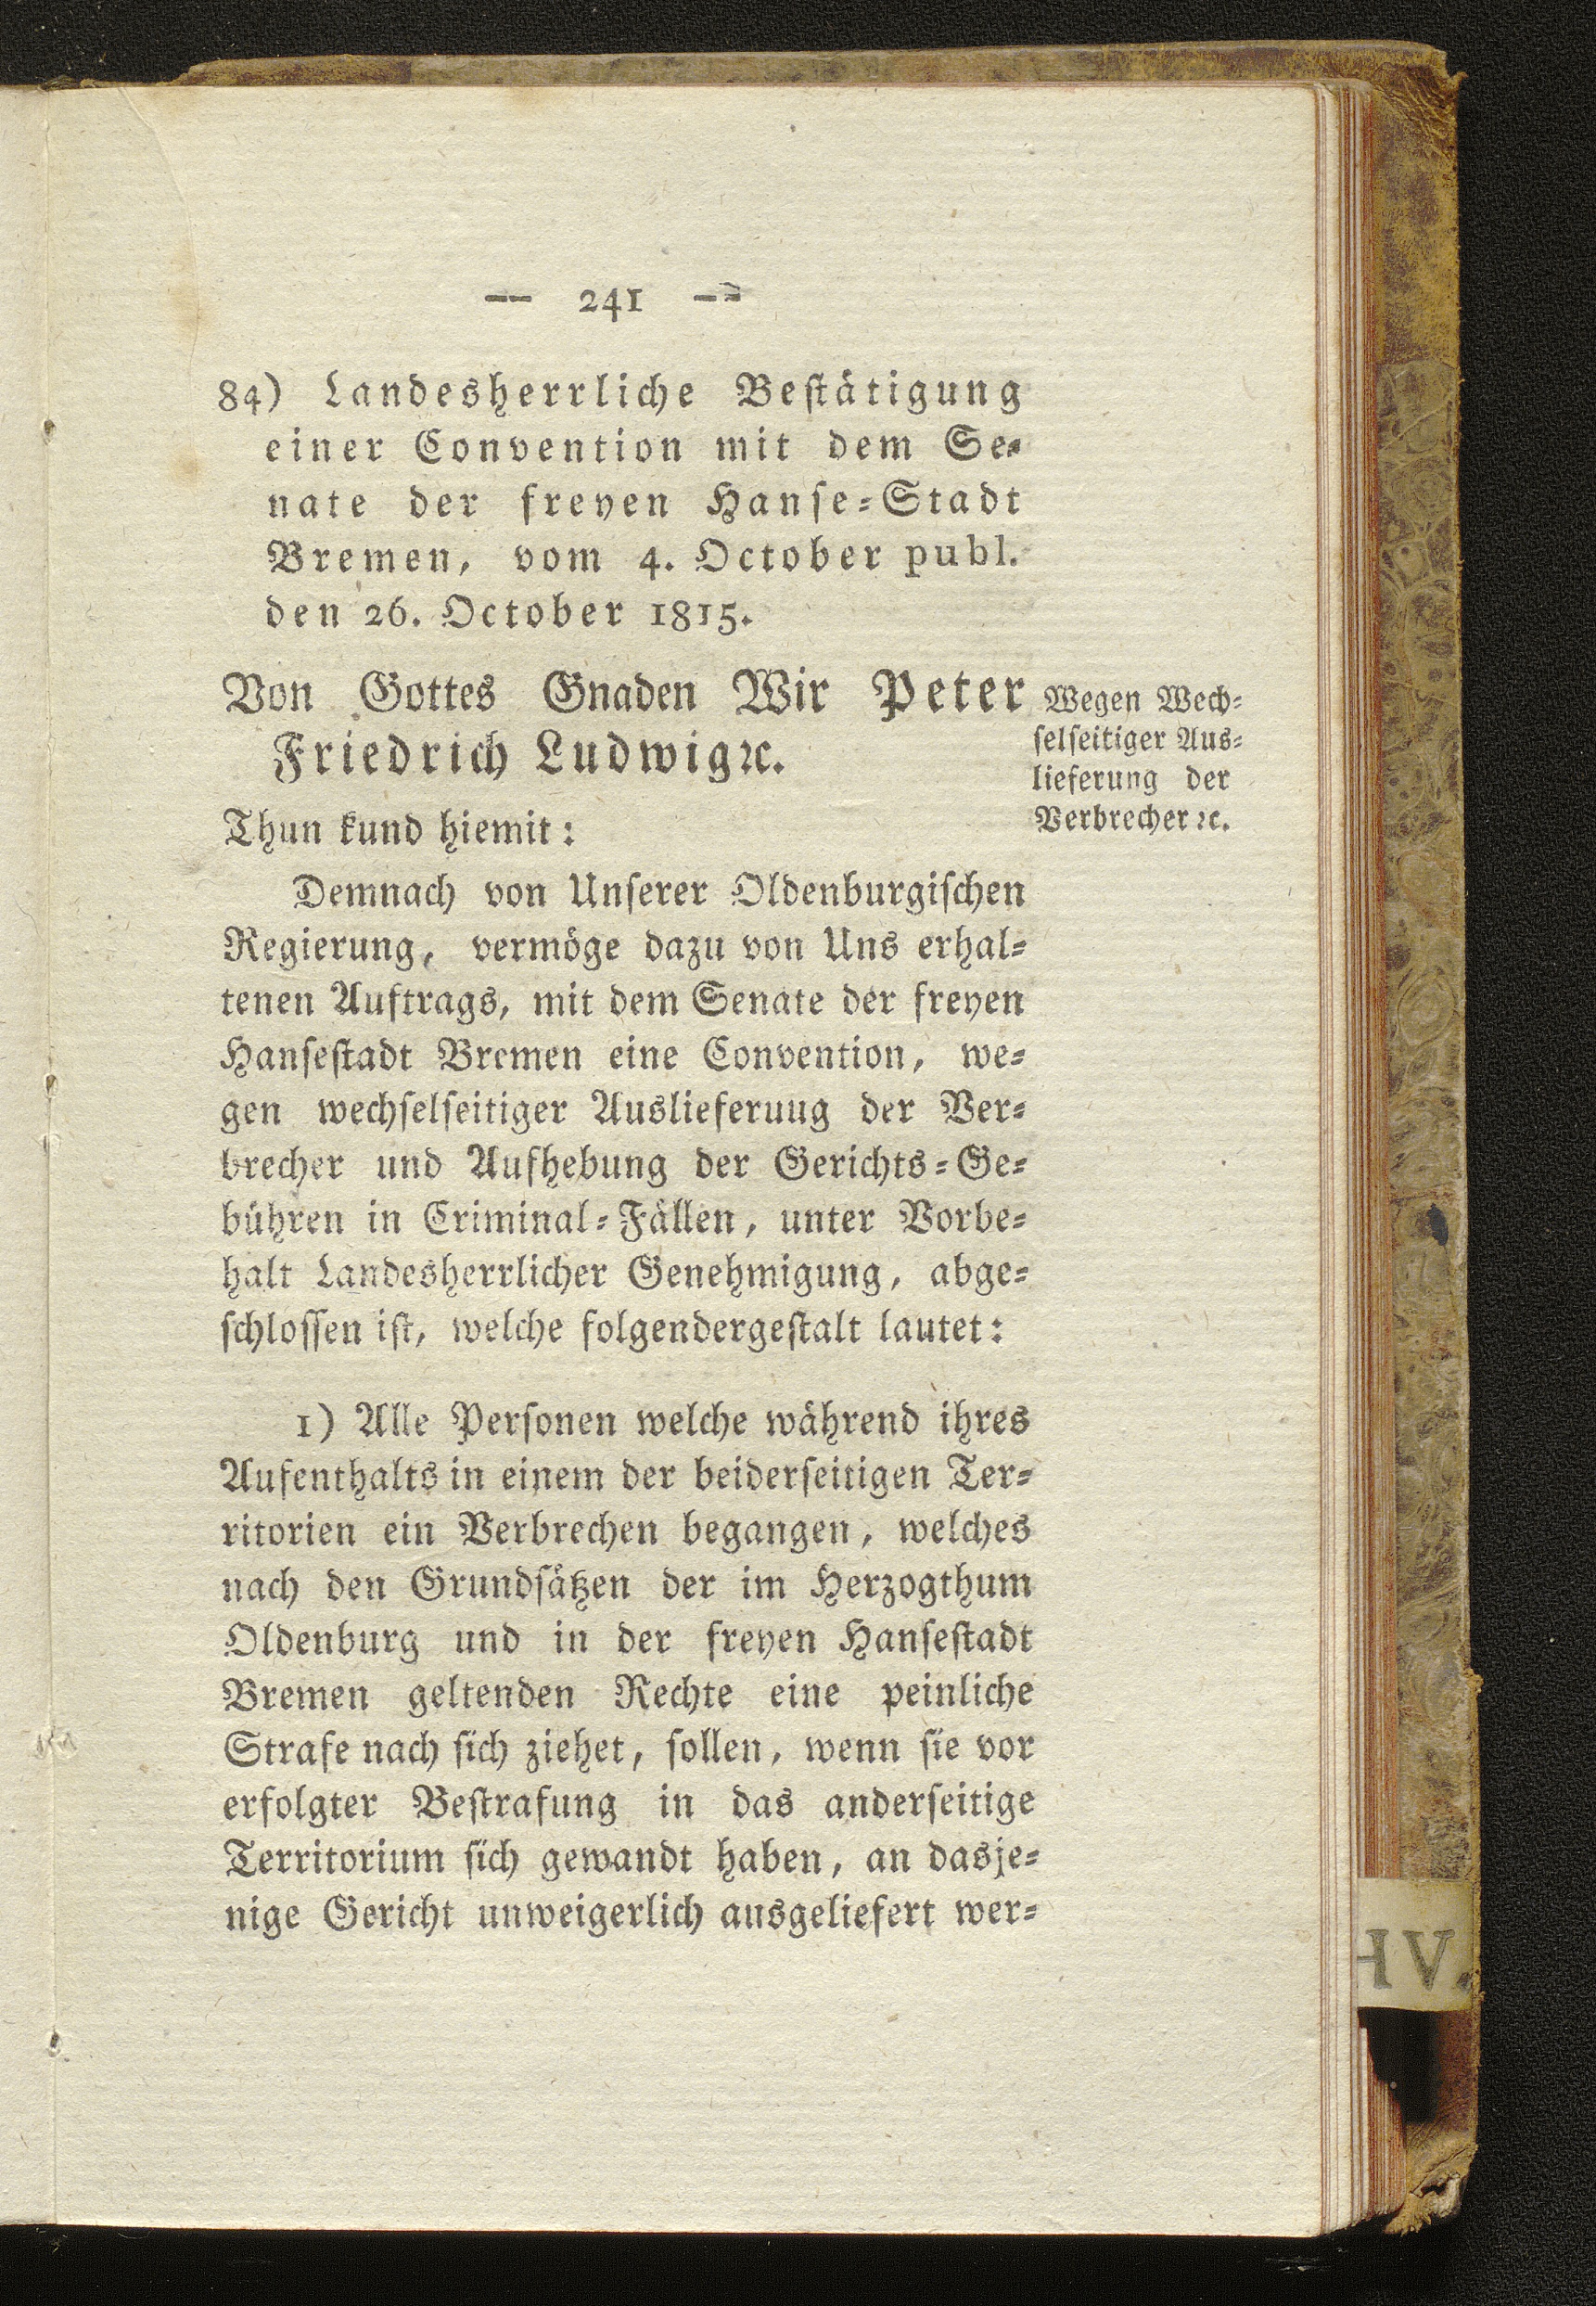 — 241 —
84) Landesherrliche Bestätigung
einer Convention mit dem Se-
nate der freyen Hanse-Stadt
Bremen, vom 4. October publ.
den 26. October 1815.
Von Gottes Gnaden Wir Peter
Friedrich Ludwig ꝛc.
Wegen Wech-
selseitiger Aus-
lieferung der
Verbrecher ꝛc.
Thun kund hiemit:
Demnach von Unserer Oldenburgischen
Regierung, vermöge dazu von Uns erhal-
tenen Auftrags, mit dem Senate der freyen
Hansestadt Bremen eine Convention, we-
gen wechselseitiger Auslieferuug der Ver-
brecher und Aufhebung der Gerichts-Ge-
bühren in Criminal-Fällen, unter Vorbe-
halt Landesherrlicher Genehmigung, abge-
schlossen ist, welche folgendergestalt lautet:
1) Alle Personen welche während ihres
Aufenthalts in einem der beiderseitigen Ter-
ritorien ein Verbrechen begangen, welches
nach den Grundsätzen der im Herzogthum
Oldenburg und in der freyen Hansestadt
Bremen geltenden Rechte eine peinliche
Strafe nach sich ziehet, sollen, wenn sie vor
erfolgter Bestrafung in das anderseitige
Territorium sich gewandt haben, an dasje-
nige Gericht unweigerlich ausgeliefert wer-